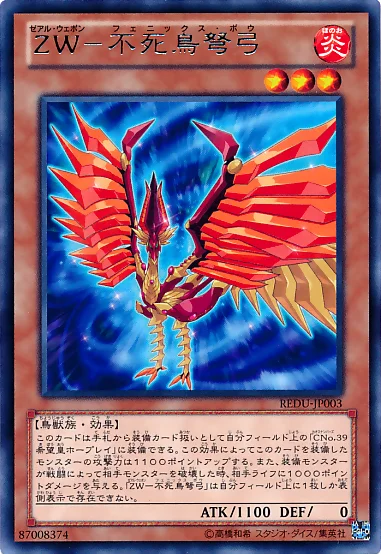 ゼアル・ウェポン フェニックス・ボウ
ZW-不死鳥弩弓
ほのお
炎
REDU-JP003
【鳥獣族・効果】
このカードは手札から装備カード扱いとして自分フィールド上の「CNo.39
希望皇ホープレイ」に装備できる。この効果によってこのカードを装備した
モンスターの攻撃力は1100ポイントアップする。また、装備モンスター
が戦闘によって相手モンスターを破壊した時、相手ライフに1000ポイン
トダメージを与える。「ZW-不死鳥弩弓」は自分フィールド上に1枚しか表
側表示で存在できない。
ATK/1100 DEF/ 0
87008374
©高橋和希 スタジオ・ダイス/集英社